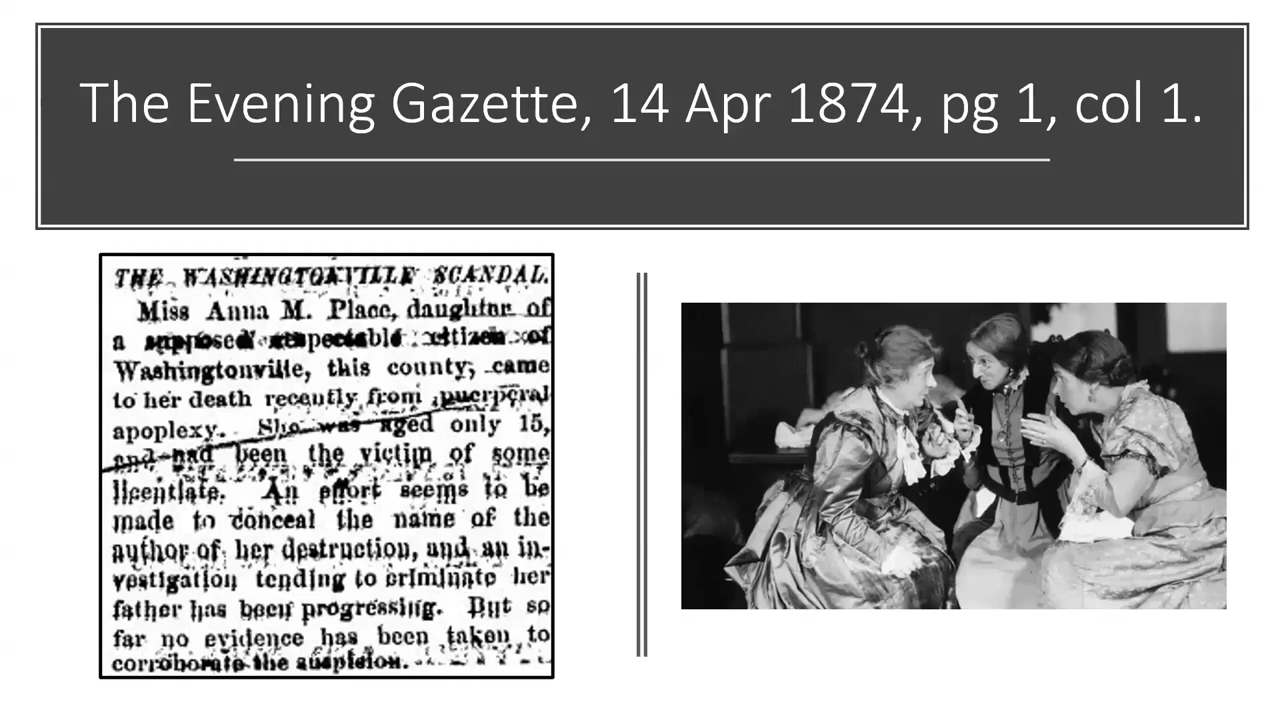 The Evening Gazette, 14 Apr 1874, pg 1, col 1.
THE WASHINGTONVILLE SCANDAL.
Miss Anna M. Place, daughter of
a supposed respectable citizen of
Washingtonville, this county, came
to her death recently from puerperal
apoplexy. She was aged only 15,
and had been the victim of some
licentiate. An effort seems to be
made to conceal the name of the
author of her destruction, and an in-
vestigation tending to criminate her
father has been progressing. But so
far no evidence has been taken to
corroborate the suspicion.